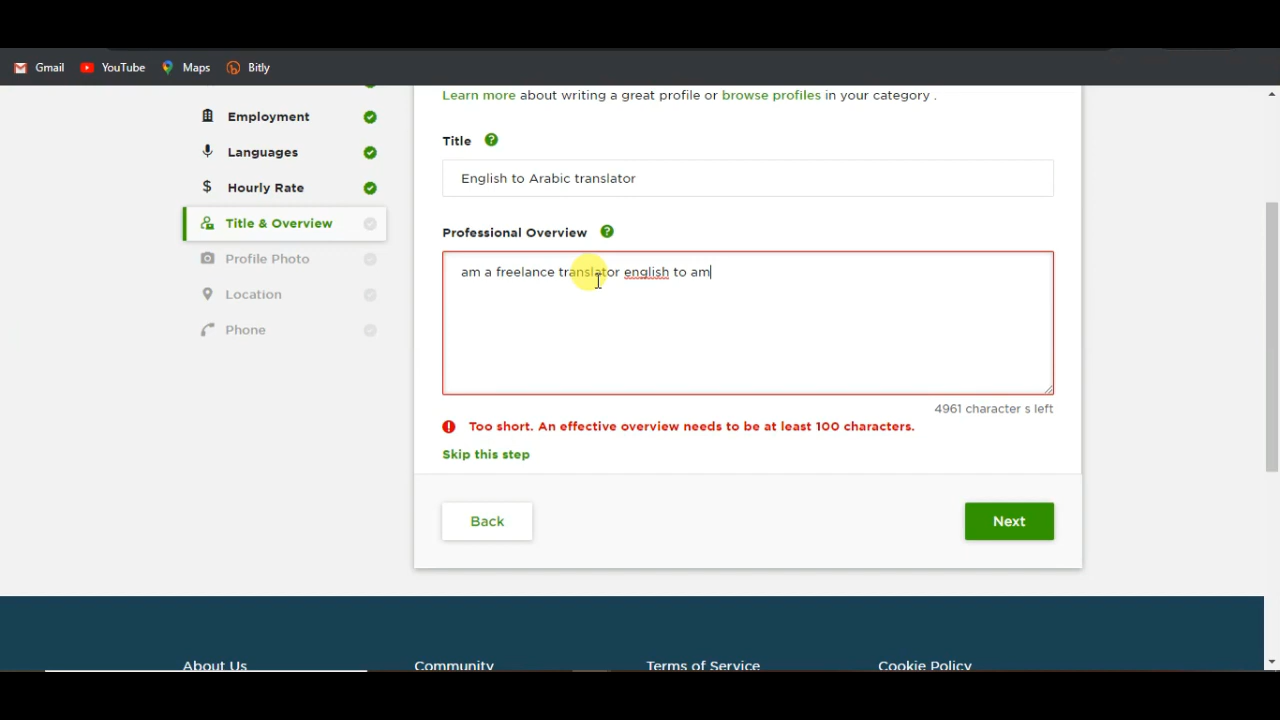 Gmail YouTube Maps Bitly
Learn more about writing a great profile or browse profiles in your category .
Employment
Languages
Hourly Rate
Title & Overview
Profile Photo
Location
Phone
Title
English to Arabic translator
Professional Overview
am a freelance translator english to am
4961 character s left
Too short. An effective overview needs to be at least 100 characters.
Skip this step
Back Next
About Us Community Terms of Service Cookie Policy